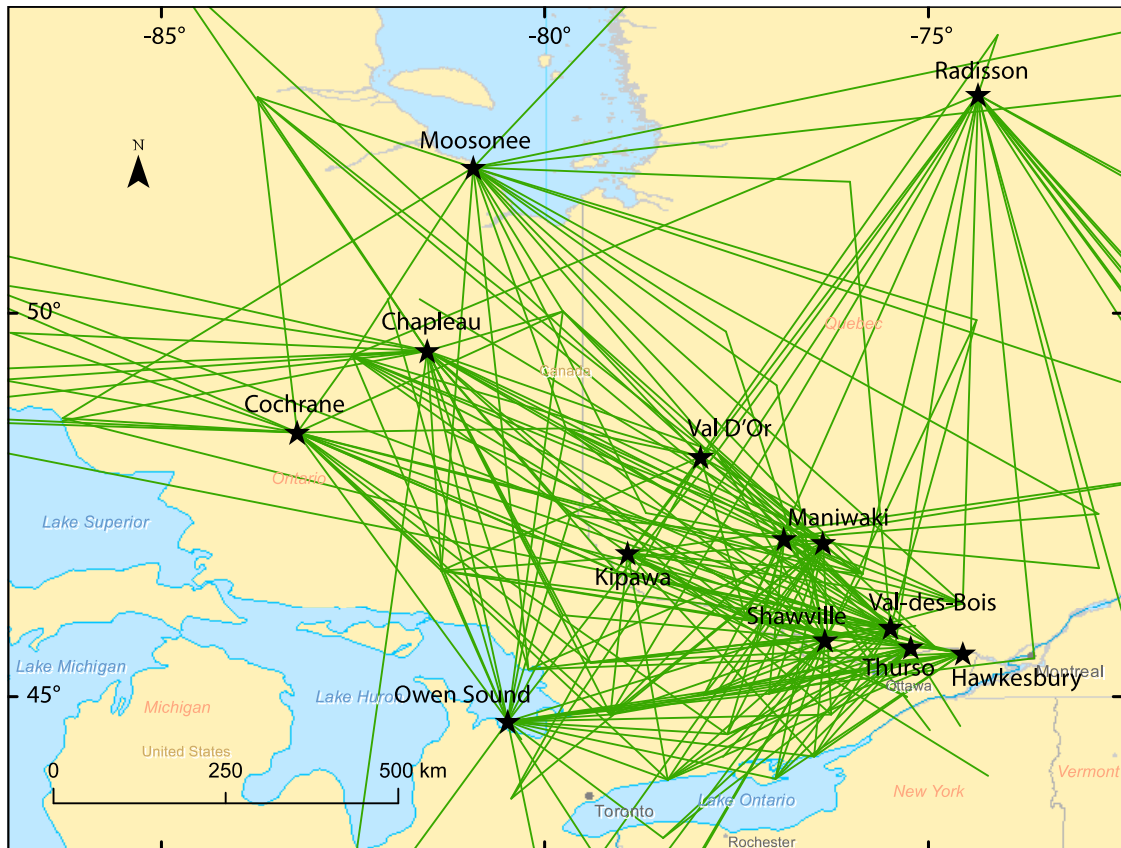 -85°
-80°
-75°
Radisson
N
Moosonee
50°
Chapleau
Quebec
Canada
Cochrane
Val D'Or
Ontario
Lake Superior
Maniwaki
Kipawa
Val-des-Bois
Shawville
Lake Michigan
Thurso
Montreal
Hawkesbury
Ottawa
45°
Lake Huron
Owen Sound
Michigan
United States
0
250
500 km
Vermont
New York
Lake Ontario
Toronto
Rochester